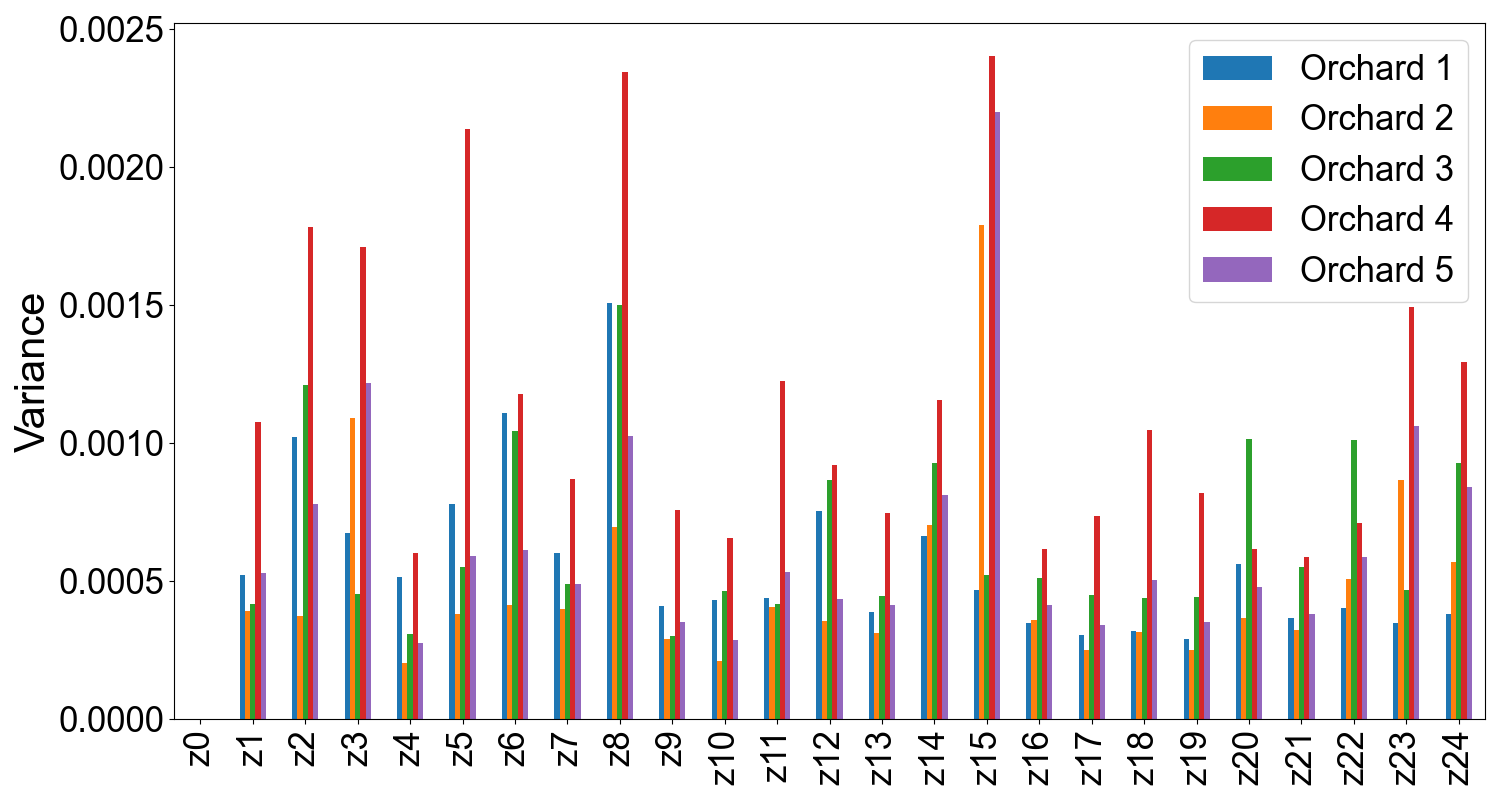 0.0025
0.0020
0.0015
0.0010
0.0005
0.0000
Variance
Orchard 1
Orchard 2
Orchard 3
Orchard 4
Orchard 5
z0 z1 z2 z3 z4 z5 z6 z7 z8 z9 z10 z11 z12 z13 z14 z15 z16 z17 z18 z19 z20 z21 z22 z23 z24